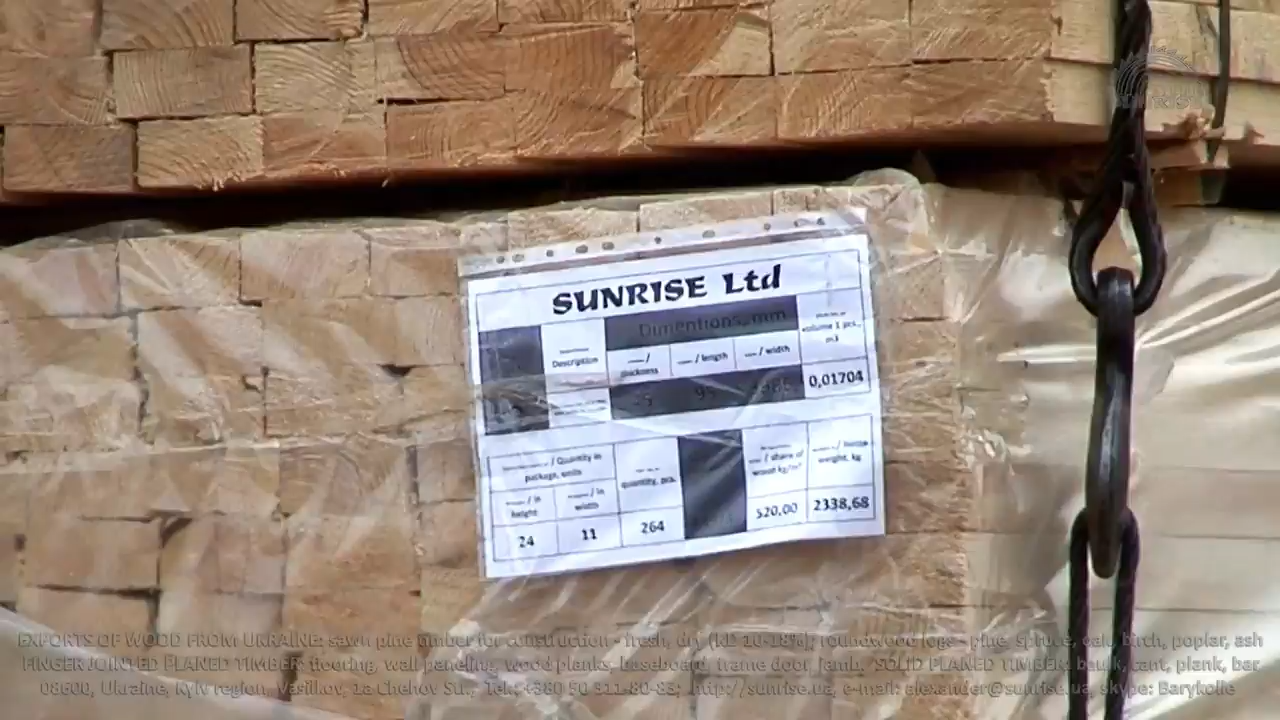 SUNRISE
SUNRISE Ltd
Dimentions, mm
Description
/ thickness
/ length
/ width
volume 1 pcs., m3
95
0,01704
/ Quantity in package, units
quantity, pcs.
/ share of wood kg/m³
weight, kg
/ in height
/ in width
24
11
264
520,00
2338,68
EXPORTS OF WOOD FROM UKRAINE: sawn pine timber for construction - fresh, dry (KD 10-18%); roundwood logs - pine, spruce, oak, birch, poplar, ash
FINGER JOINTED PLANED TIMBER: flooring, wall paneling, wood planks, baseboard, frame door, jamb. SOLID PLANED TIMBER: baulk, cant, plank, bar
08600, Ukraine, Kyiv region, Vasilkov, 1a Chehov Str., Tel: +380 50 311-80-83; http://sunrise.ua, e-mail: alexander@sunrise.ua, skype: Barykolle